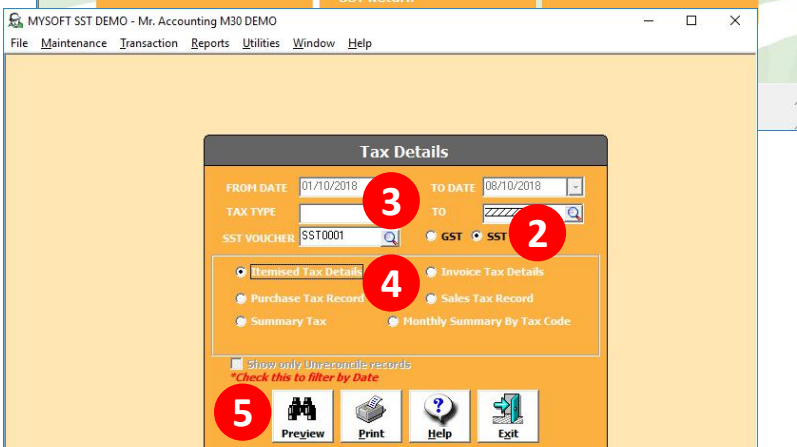 SST Return
MYSOFT SST DEMO - Mr. Accounting M30 DEMO
File Maintenance Transaction Reports Utilities Window Help
Tax Details
FROM DATE 01/10/2018 TO DATE 08/10/2018
3
TAX TYPE TO ZZZZZ
SST VOUCHER SST0001 GST SST
2
Itemised Tax Details Invoice Tax Details
4
Purchase Tax Record Sales Tax Record
Summary Tax Monthly Summary By Tax Code
Show only Unreconcile records
*Check this to filter by Date
5
Preview Print Help Exit